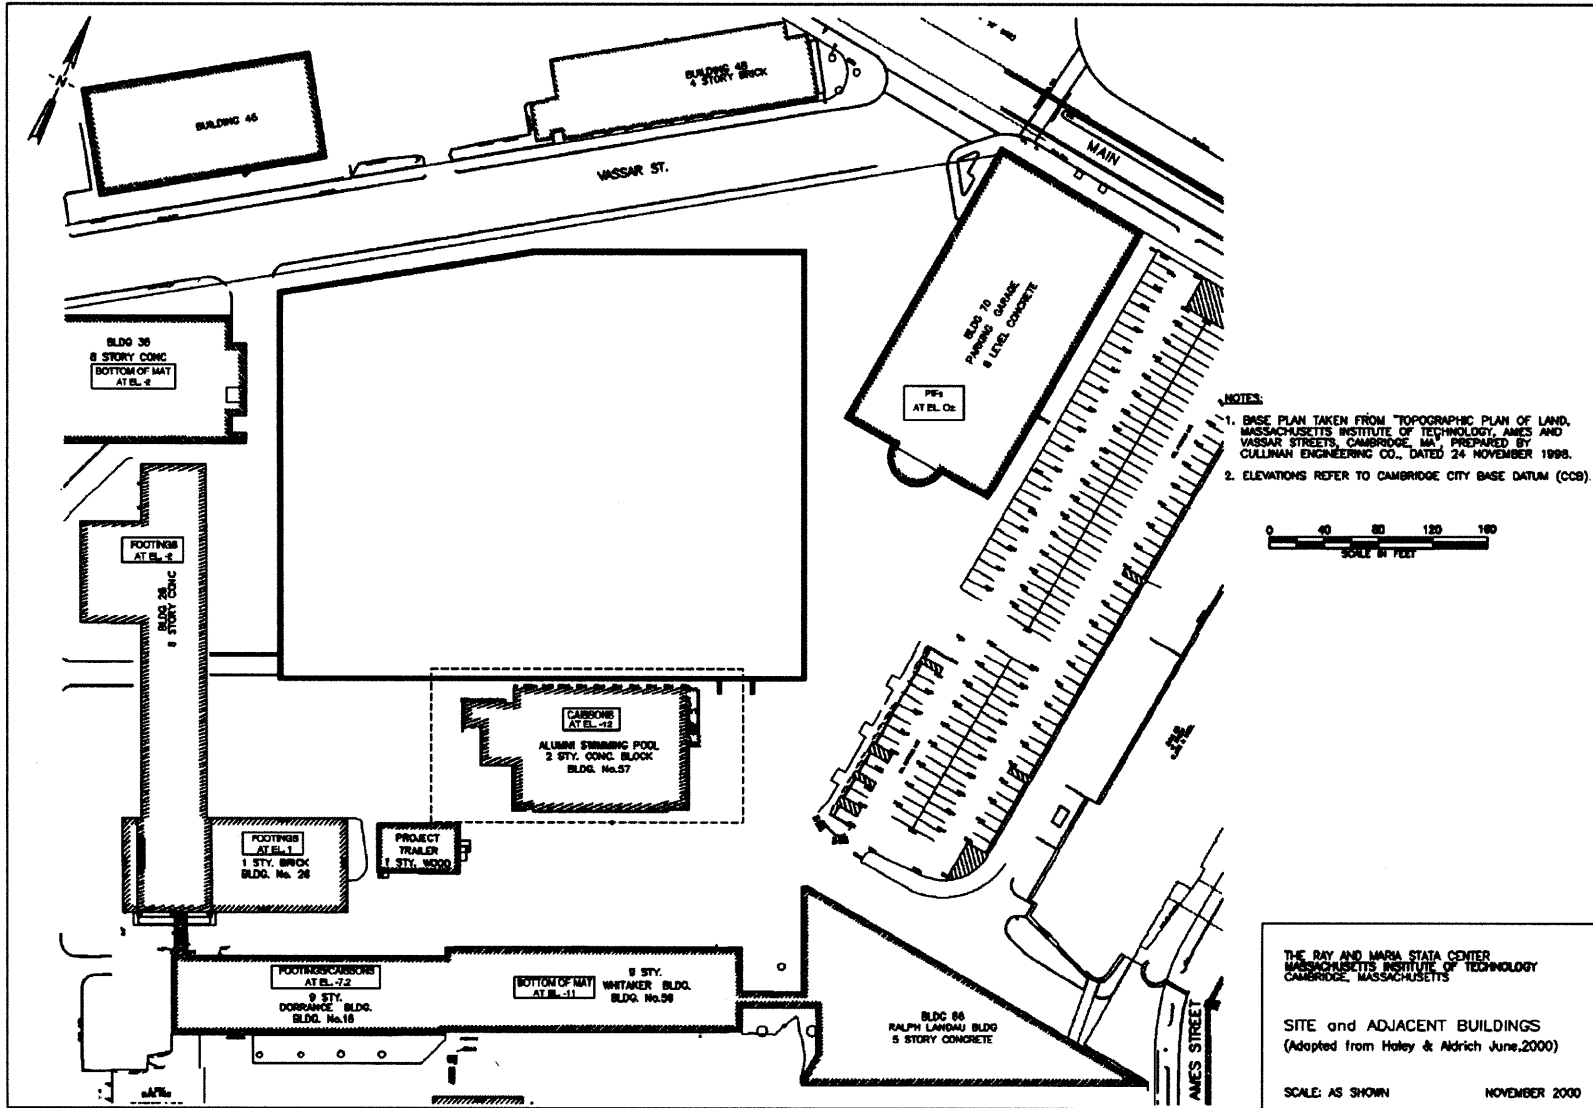 N
BUILDING 45
BUILDING 48
4 STORY BRICK
MAIN
VASSAR ST.
BLDG 70
PARKING GARAGE
8 LEVEL CONCRETE
PIFs
AT EL. 0±
BLDG 36
8 STORY CONC
BOTTOM OF MAT
AT EL. -2
FOOTINGS
AT EL. -2
BLDG 26
8 STORY CONC
NOTES:
1. BASE PLAN TAKEN FROM "TOPOGRAPHIC PLAN OF LAND,
MASSACHUSETTS INSTITUTE OF TECHNOLOGY, AMES AND
VASSAR STREETS, CAMBRIDGE, MA", PREPARED BY
CULLINAN ENGINEERING CO., DATED 24 NOVEMBER 1998.
2. ELEVATIONS REFER TO CAMBRIDGE CITY BASE DATUM (CCB).
0 40 80 120 160
SCALE IN FEET
CAISSONS
AT EL. -12
ALUMNI SWIMMING POOL
2 STY. CONC. BLOCK
BLDG. No.57
FOOTINGS
AT EL. 1
1 STY. BRICK
BLDG. No. 26
PROJECT
TRAILER
1 STY. WOOD
FOOTINGS/CAISSONS
AT EL. -7.2
9 STY.
DORRANCE BLDG.
BLDG. No.16
BOTTOM OF MAT
AT EL. -11
9 STY.
WHITAKER BLDG.
BLDG. No.56
BLDG 66
RALPH LANDAU BLDG
5 STORY CONCRETE
AMES STREET
THE RAY AND MARIA STATA CENTER
MASSACHUSETTS INSTITUTE OF TECHNOLOGY
CAMBRIDGE, MASSACHUSETTS
SITE and ADJACENT BUILDINGS
(Adapted from Haley & Aldrich June,2000)
SCALE: AS SHOWN NOVEMBER 2000